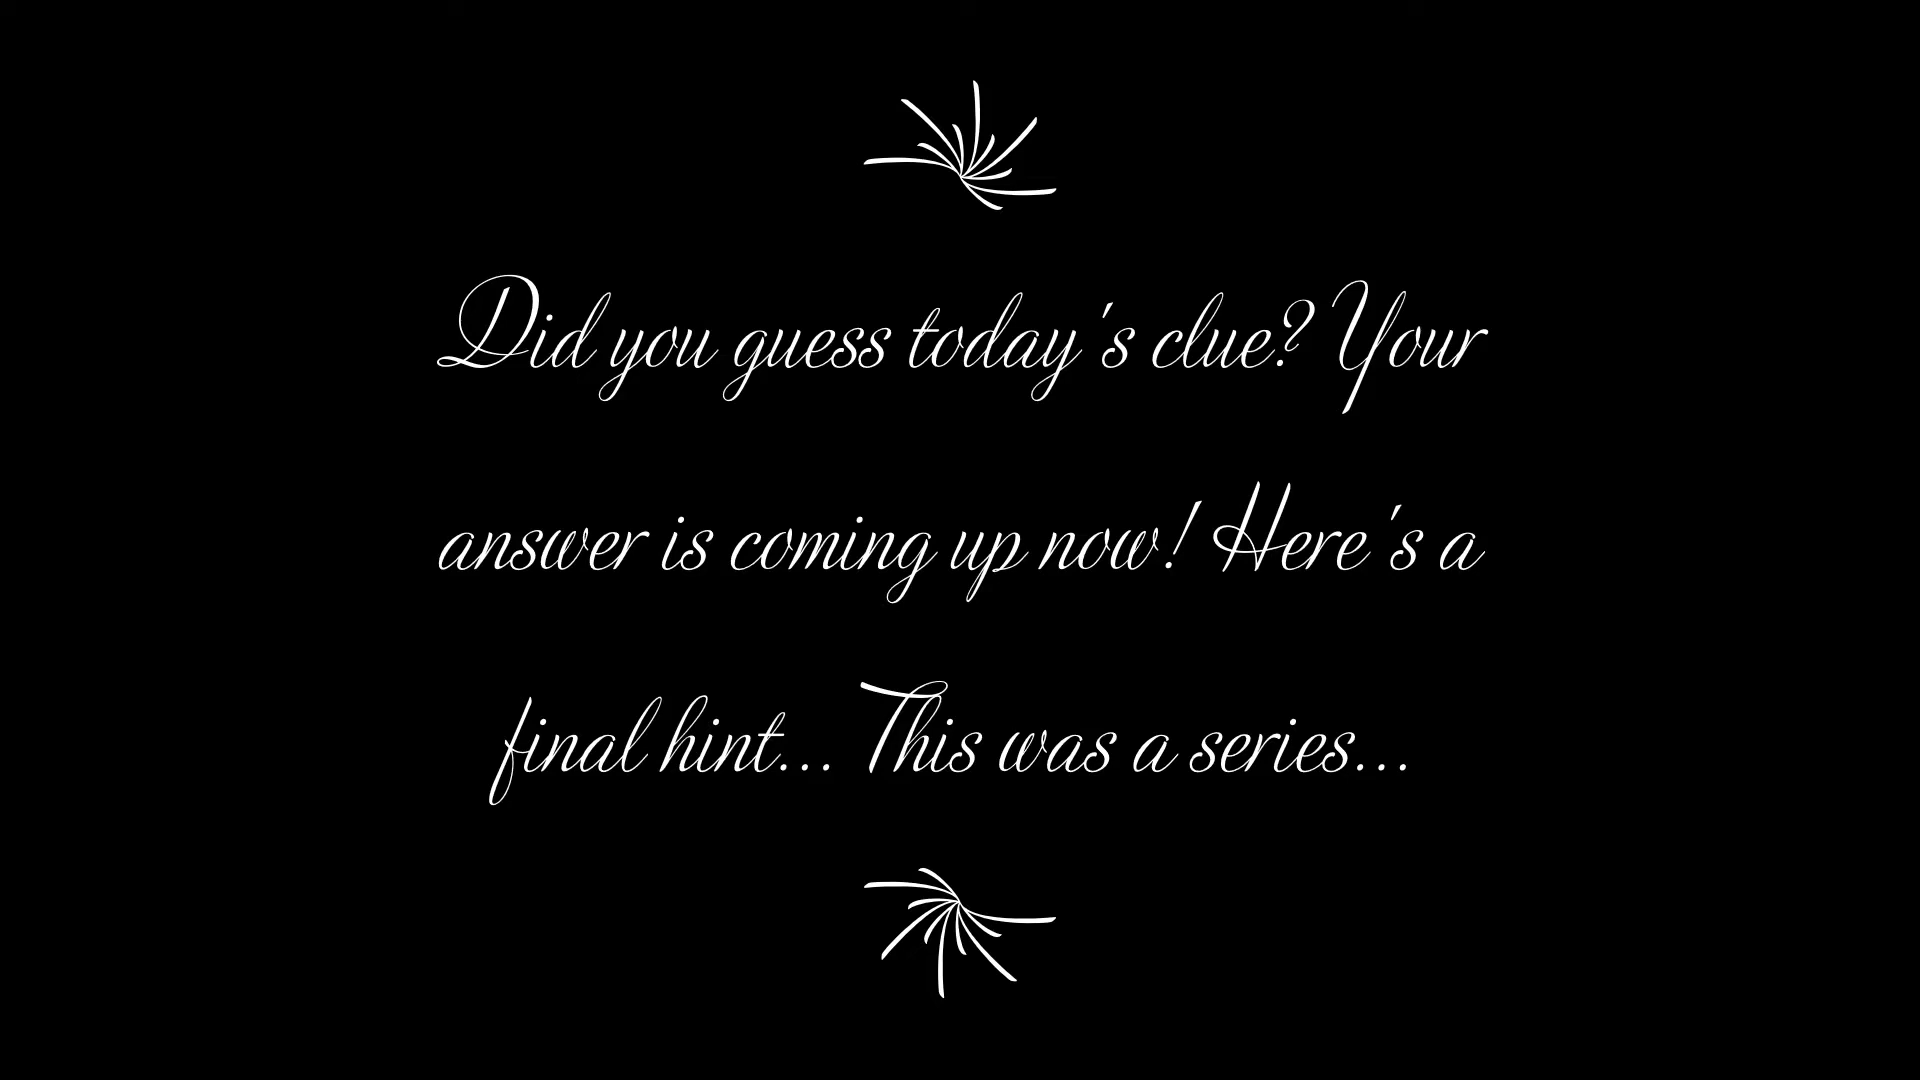 Did you guess today's clue? Your
answer is coming up now! Here's a
final hint... This was a series...